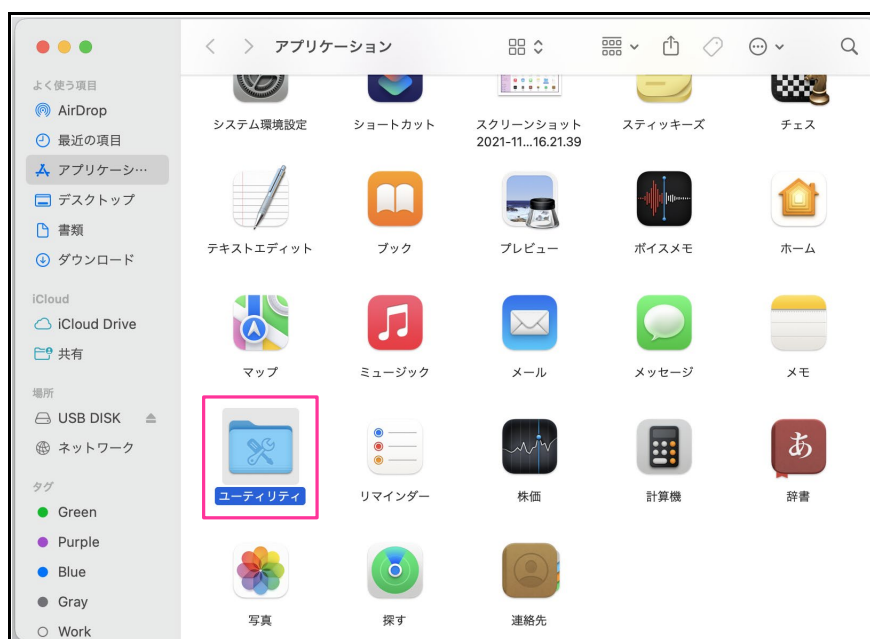 アプリケーション
よく使う項目
AirDrop
最近の項目
アプリケーシ…
デスクトップ
書類
ダウンロード
iCloud
iCloud Drive
共有
場所
USB DISK
ネットワーク
タグ
Green
Purple
Blue
Gray
Work
システム環境設定
ショートカット
スクリーンショット
2021-11...16.21.39
スティッキーズ
チェス
テキストエディット
ブック
プレビュー
ボイスメモ
ホーム
マップ
ミュージック
メール
メッセージ
メモ
ユーティリティ
リマインダー
株価
計算機
あ
辞書
写真
探す
連絡先